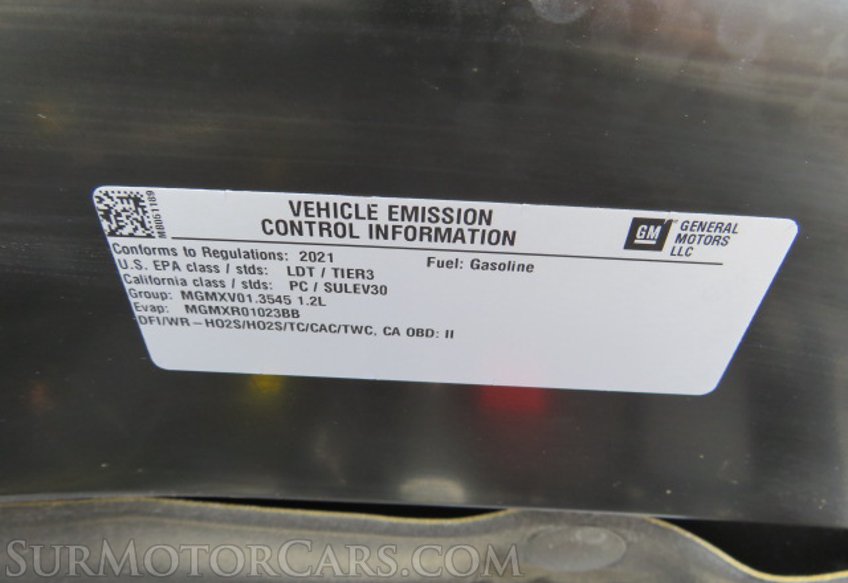 MB051189
VEHICLE EMISSION
CONTROL INFORMATION
GM
GENERAL
MOTORS
LLC
Conforms to Regulations: 2021
Fuel: Gasoline
U.S. EPA class / stds: LDT / TIER3
California class / stds: PC / SULEV30
Group: MGMXV01.3545 1.2L
Evap: MGMXR01023BB
DFI/WR-HO2S/HO2S/TC/CAC/TWC, CA OBD: II
SURMOTORCARS.COM